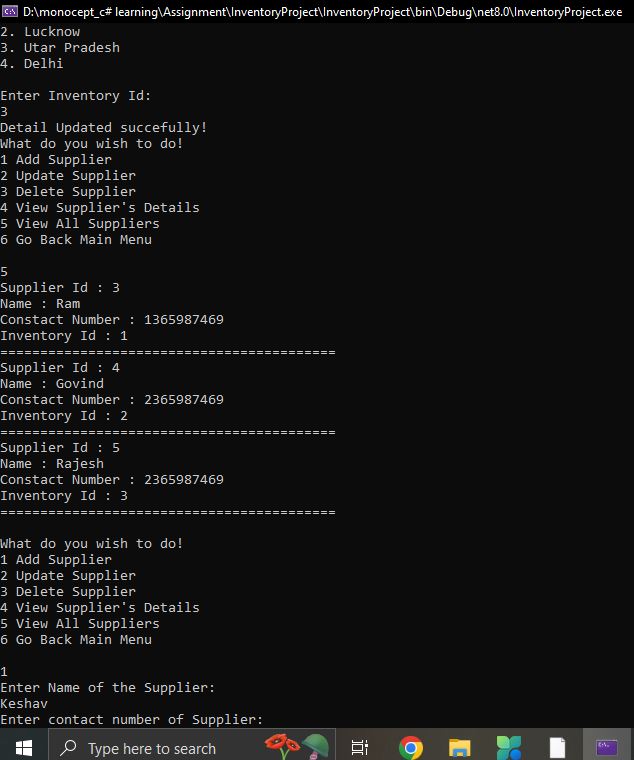 D:\monocept_c# learning\Assignment\InventoryProject\InventoryProject\bin\Debug\net8.0\InventoryProject.exe
2. Lucknow
3. Utar Pradesh
4. Delhi
Enter Inventory Id:
3
Detail Updated succefully!
What do you wish to do!
1 Add Supplier
2 Update Supplier
3 Delete Supplier
4 View Supplier's Details
5 View All Suppliers
6 Go Back Main Menu
5
Supplier Id : 3
Name : Ram
Constact Number : 1365987469
Inventory Id : 1
==========================================
Supplier Id : 4
Name : Govind
Constact Number : 2365987469
Inventory Id : 2
==========================================
Supplier Id : 5
Name : Rajesh
Constact Number : 2365987469
Inventory Id : 3
==========================================
What do you wish to do!
1 Add Supplier
2 Update Supplier
3 Delete Supplier
4 View Supplier's Details
5 View All Suppliers
6 Go Back Main Menu
1
Enter Name of the Supplier:
Keshav
Enter contact number of Supplier:
Type here to search